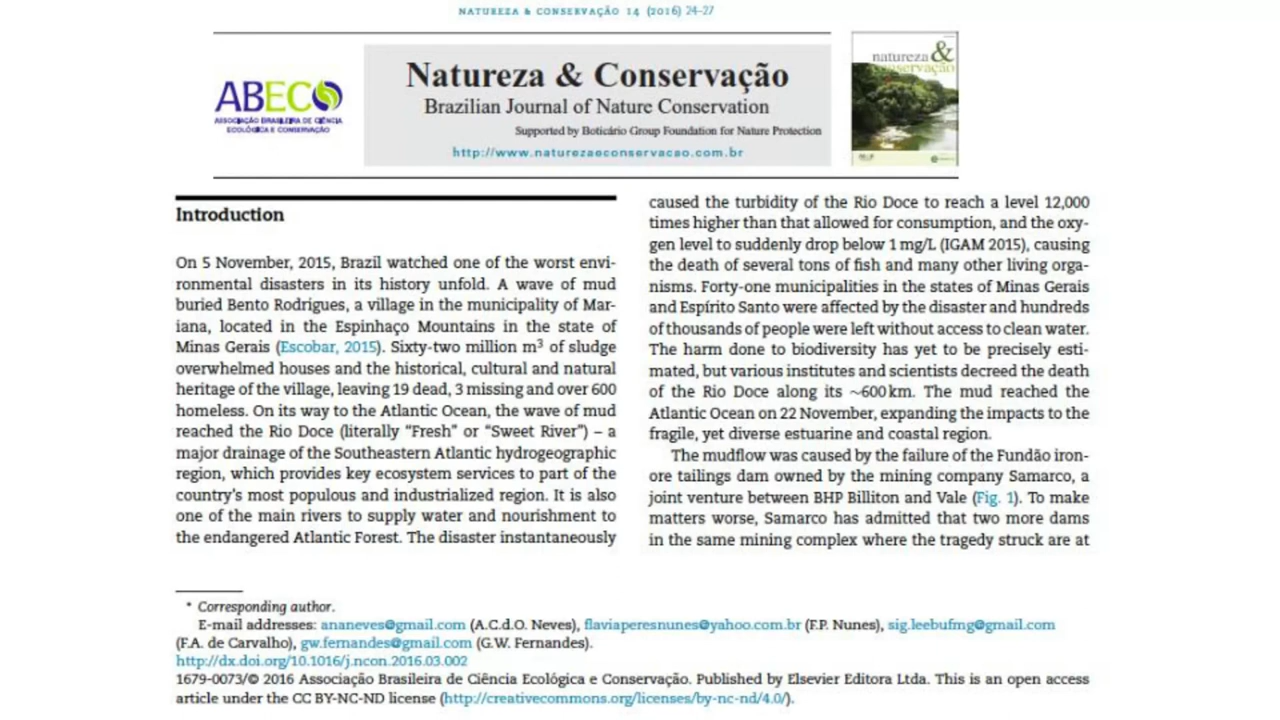 NATUREZA & CONSERVAÇÃO 14 (2016) 24–27
ABECO
ASSOCIAÇÃO BRASILEIRA DE CIÊNCIA
ECOLÓGICA E CONSERVAÇÃO
Natureza & Conservação
Brazilian Journal of Nature Conservation
Supported by Boticário Group Foundation for Nature Protection
http://www.naturezaeconservacao.com.br
natureza &
conservação
Introduction
On 5 November, 2015, Brazil watched one of the worst envi-
ronmental disasters in its history unfold. A wave of mud
buried Bento Rodrigues, a village in the municipality of Mar-
iana, located in the Espinhaço Mountains in the state of
Minas Gerais (Escobar, 2015). Sixty-two million m³ of sludge
overwhelmed houses and the historical, cultural and natural
heritage of the village, leaving 19 dead, 3 missing and over 600
homeless. On its way to the Atlantic Ocean, the wave of mud
reached the Rio Doce (literally “Fresh” or “Sweet River”) – a
major drainage of the Southeastern Atlantic hydrogeographic
region, which provides key ecosystem services to part of the
country's most populous and industrialized region. It is also
one of the main rivers to supply water and nourishment to
the endangered Atlantic Forest. The disaster instantaneously
caused the turbidity of the Rio Doce to reach a level 12,000
times higher than that allowed for consumption, and the oxy-
gen level to suddenly drop below 1 mg/L (IGAM 2015), causing
the death of several tons of fish and many other living orga-
nisms. Forty-one municipalities in the states of Minas Gerais
and Espírito Santo were affected by the disaster and hundreds
of thousands of people were left without access to clean water.
The harm done to biodiversity has yet to be precisely esti-
mated, but various institutes and scientists decreed the death
of the Rio Doce along its ~600 km. The mud reached the
Atlantic Ocean on 22 November, expanding the impacts to the
fragile, yet diverse estuarine and coastal region.
The mudflow was caused by the failure of the Fundão iron-
ore tailings dam owned by the mining company Samarco, a
joint venture between BHP Billiton and Vale (Fig. 1). To make
matters worse, Samarco has admitted that two more dams
in the same mining complex where the tragedy struck are at
* Corresponding author.
E-mail addresses: ananeves@gmail.com (A.C.d.O. Neves), flaviaperesnunes@yahoo.com.br (F.P. Nunes), sig.leebufmg@gmail.com
(F.A. de Carvalho), gw.fernandes@gmail.com (G.W. Fernandes).
http://dx.doi.org/10.1016/j.ncon.2016.03.002
1679-0073/© 2016 Associação Brasileira de Ciência Ecológica e Conservação. Published by Elsevier Editora Ltda. This is an open access
article under the CC BY-NC-ND license (http://creativecommons.org/licenses/by-nc-nd/4.0/).